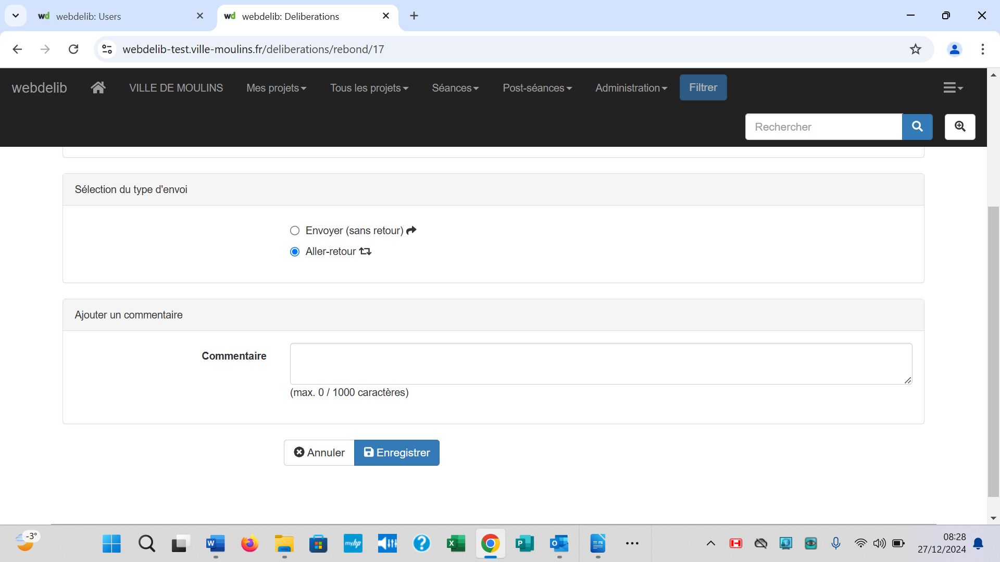 webdelib: Users
webdelib: Deliberations
webdelib-test.ville-moulins.fr/deliberations/rebond/17
webdelib
VILLE DE MOULINS
Mes projets
Tous les projets
Séances
Post-séances
Administration
Filtrer
Rechercher
Sélection du type d'envoi
Envoyer (sans retour)
Aller-retour
Ajouter un commentaire
Commentaire
(max. 0 / 1000 caractères)
Annuler
Enregistrer
-3°
myhp
08:28
27/12/2024